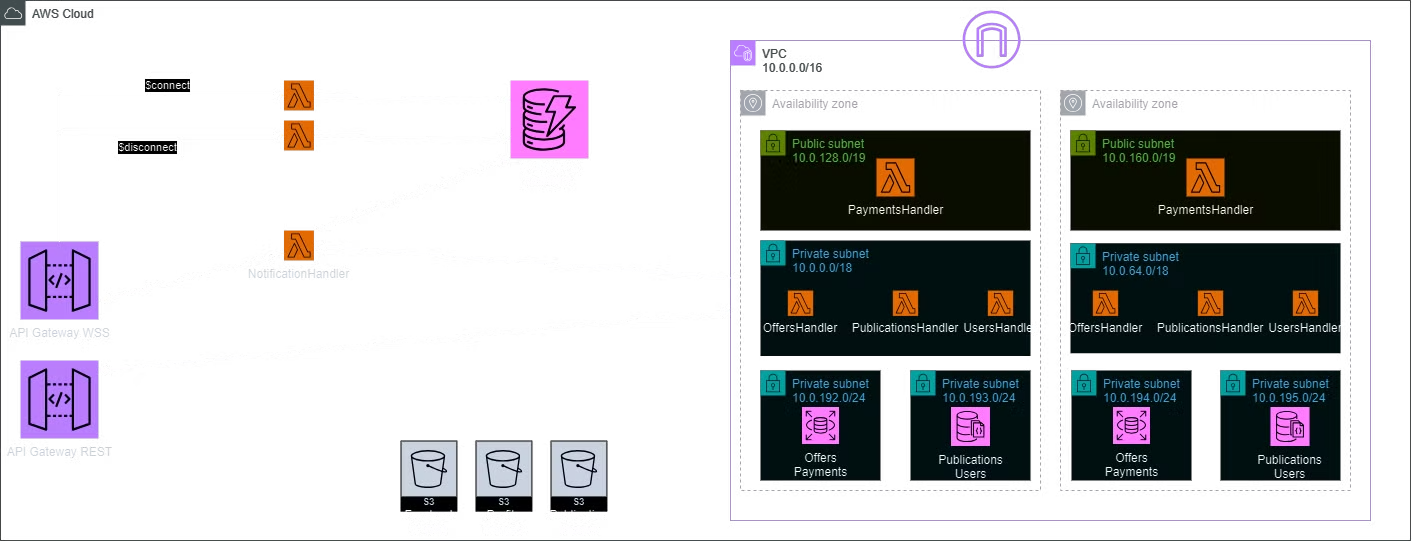 AWS Cloud
$connect
$disconnect
NotificationHandler
API Gateway WSS
API Gateway REST
S3
S3
S3
VPC
10.0.0.0/16
Availability zone
Public subnet
10.0.128.0/19
PaymentsHandler
Private subnet
10.0.0.0/18
OffersHandler
PublicationsHandler
UsersHandle
Private subnet
10.0.192.0/24
Offers
Payments
Private subnet
10.0.193.0/24
Publications
Users
Availability zone
Public subnet
10.0.160.0/19
PaymentsHandler
Private subnet
10.0.64.0/18
OffersHandler
PublicationsHandler
UsersHandler
Private subnet
10.0.194.0/24
Offers
Payments
Private subnet
10.0.195.0/24
Publications
Users